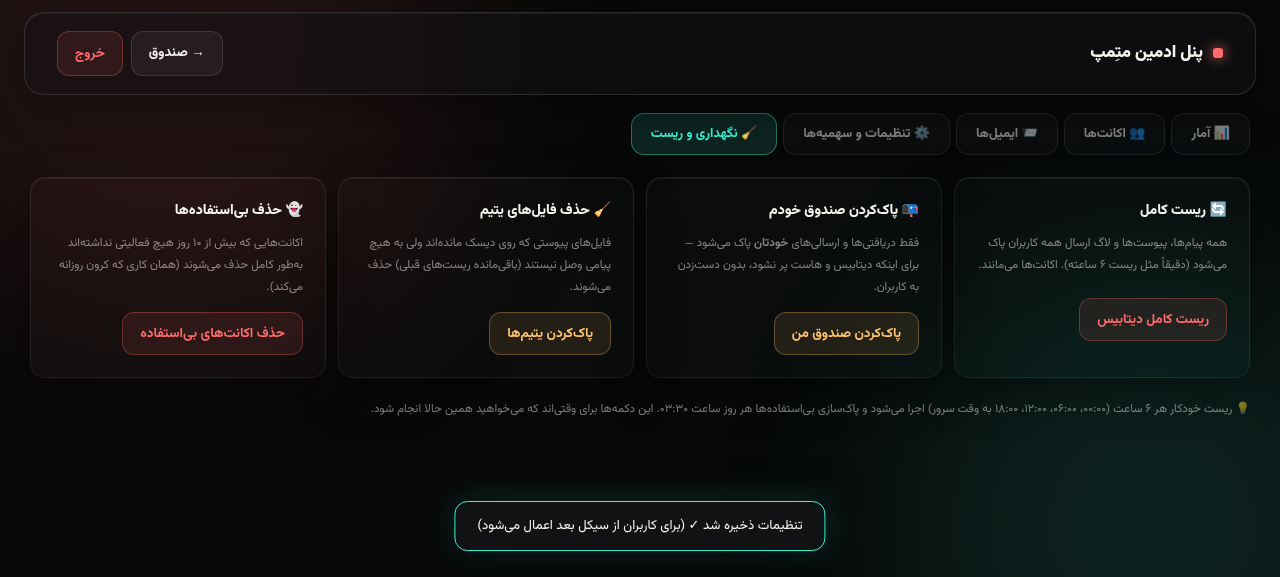 پنل ادمین متِمپ
→ صندوق
خروج
📊 آمار
👥 اکانت‌ها
📨 ایمیل‌ها
⚙️ تنظیمات و سهمیه‌ها
🧹 نگهداری و ریست
🔄 ریست کامل
همه پیام‌ها، پیوست‌ها و لاگ ارسال همه کاربران پاک
می‌شود (دقیقاً مثل ریست ۶ ساعته). اکانت‌ها می‌مانند.
ریست کامل دیتابیس
📭 پاک‌کردن صندوق خودم
فقط دریافتی‌ها و ارسالی‌های خودتان پاک می‌شود —
برای اینکه دیتابیس و هاست پر نشود، بدون دست‌زدن
به کاربران.
پاک‌کردن صندوق من
🧹 حذف فایل‌های یتیم
فایل‌های پیوستی که روی دیسک مانده‌اند ولی به هیچ
پیامی وصل نیستند (باقی‌مانده ریست‌های قبلی) حذف
می‌شوند.
پاک‌کردن یتیم‌ها
👻 حذف بی‌استفاده‌ها
اکانت‌هایی که بیش از ۱۰ روز هیچ فعالیتی نداشته‌اند
به‌طور کامل حذف می‌شوند (همان کاری که کرون روزانه
می‌کند).
حذف اکانت‌های بی‌استفاده
💡 ریست خودکار هر ۶ ساعت (۰۰:۰۰، ۰۶:۰۰، ۱۲:۰۰، ۱۸:۰۰ به وقت سرور) اجرا می‌شود و پاک‌سازی بی‌استفاده‌ها هر روز ساعت ۰۳:۳۰. این دکمه‌ها برای وقتی‌اند که می‌خواهید همین حالا انجام شود.
تنظیمات ذخیره شد ✓ (برای کاربران از سیکل بعد اعمال می‌شود)